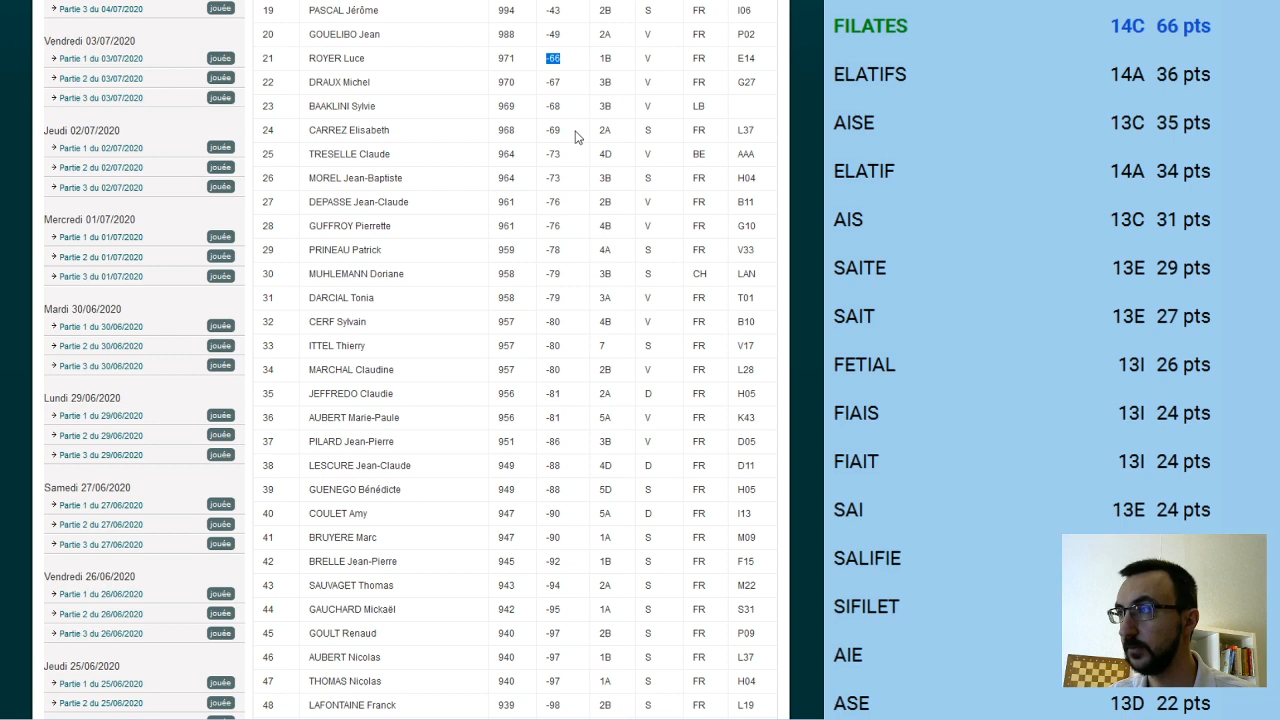 → Partie 3 du 04/07/2020 jouée
Vendredi 03/07/2020
→ Partie 1 du 03/07/2020 jouée
→ Partie 2 du 03/07/2020 jouée
→ Partie 3 du 03/07/2020 jouée
Jeudi 02/07/2020
→ Partie 1 du 02/07/2020 jouée
→ Partie 2 du 02/07/2020 jouée
→ Partie 3 du 02/07/2020 jouée
Mercredi 01/07/2020
→ Partie 1 du 01/07/2020 jouée
→ Partie 2 du 01/07/2020 jouée
→ Partie 3 du 01/07/2020 jouée
Mardi 30/06/2020
→ Partie 1 du 30/06/2020 jouée
→ Partie 2 du 30/06/2020 jouée
→ Partie 3 du 30/06/2020 jouée
Lundi 29/06/2020
→ Partie 1 du 29/06/2020 jouée
→ Partie 2 du 29/06/2020 jouée
→ Partie 3 du 29/06/2020 jouée
Samedi 27/06/2020
→ Partie 1 du 27/06/2020 jouée
→ Partie 2 du 27/06/2020 jouée
→ Partie 3 du 27/06/2020 jouée
Vendredi 26/06/2020
→ Partie 1 du 26/06/2020 jouée
→ Partie 2 du 26/06/2020 jouée
→ Partie 3 du 26/06/2020 jouée
Jeudi 25/06/2020
→ Partie 1 du 25/06/2020 jouée
→ Partie 2 du 25/06/2020 jouée
19 PASCAL Jérôme 994 -43 2B S FR I06
20 GOUELIBO Jean 988 -49 2A V FR P02
21 ROYER Luce 971 -66 1B V FR E14
22 DRAUX Michel 970 -67 3B V FR G27
23 BAAKLINI Sylvie 969 -68 3B V LB
24 CARREZ Elisabeth 968 -69 2A S FR L37
25 TRESELLE Claude 964 -73 4D V BE AAA
26 MOREL Jean-Baptiste 964 -73 3B S FR H04
27 DEPASSE Jean-Claude 961 -76 2B V FR B11
28 GUFFROY Pierrette 961 -76 4B V FR G10
29 PRINEAU Patrick 959 -78 4A V FR V33
30 MUHLEMANN Doriane 958 -79 3B S CH LAN
31 DARCIAL Tonia 958 -79 3A V FR T01
32 CERF Sylvain 957 -80 4B V FR B10
33 ITTEL Thierry 957 -80 7 V FR V17
34 MARCHAL Claudine 957 -80 2B V FR L28
35 JEFFREDO Claudie 956 -81 2A D FR H05
36 AUBERT Marie-Paule 956 -81 5A V FR K43
37 PILARD Jean-Pierre 951 -86 3B V FR D05
38 LESCURE Jean-Claude 949 -88 4D D FR D11
39 GUENEGO Bénédicte 949 -88 5D S FR H05
40 COULET Amy 947 -90 5A D FR I13
41 BRUYERE Marc 947 -90 1A S FR M09
42 BRELLE Jean-Pierre 945 -92 1B S FR F15
43 SAUVAGET Thomas 943 -94 2A S FR M22
44 GAUCHARD Mickaël 942 -95 1A S FR S31
45 GOULT Renaud 940 -97 2B S FR P09
46 AUBERT Nicolas 940 -97 1B S FR L37
47 THOMAS Nicolas 940 -97 1A S FR H04
48 LAFONNINE Franck 939 -98 2B S FR L19
FILATES 14C 66 pts
ELATIFS 14A 36 pts
AISE 13C 35 pts
ELATIF 14A 34 pts
AIS 13C 31 pts
SAITE 13E 29 pts
SAIT 13E 27 pts
FETIAL 13I 26 pts
FIAIS 13I 24 pts
FIAIT 13I 24 pts
SAI 13E 24 pts
SALIFIE
SIFILET
AIE
ASE 13D 22 pts